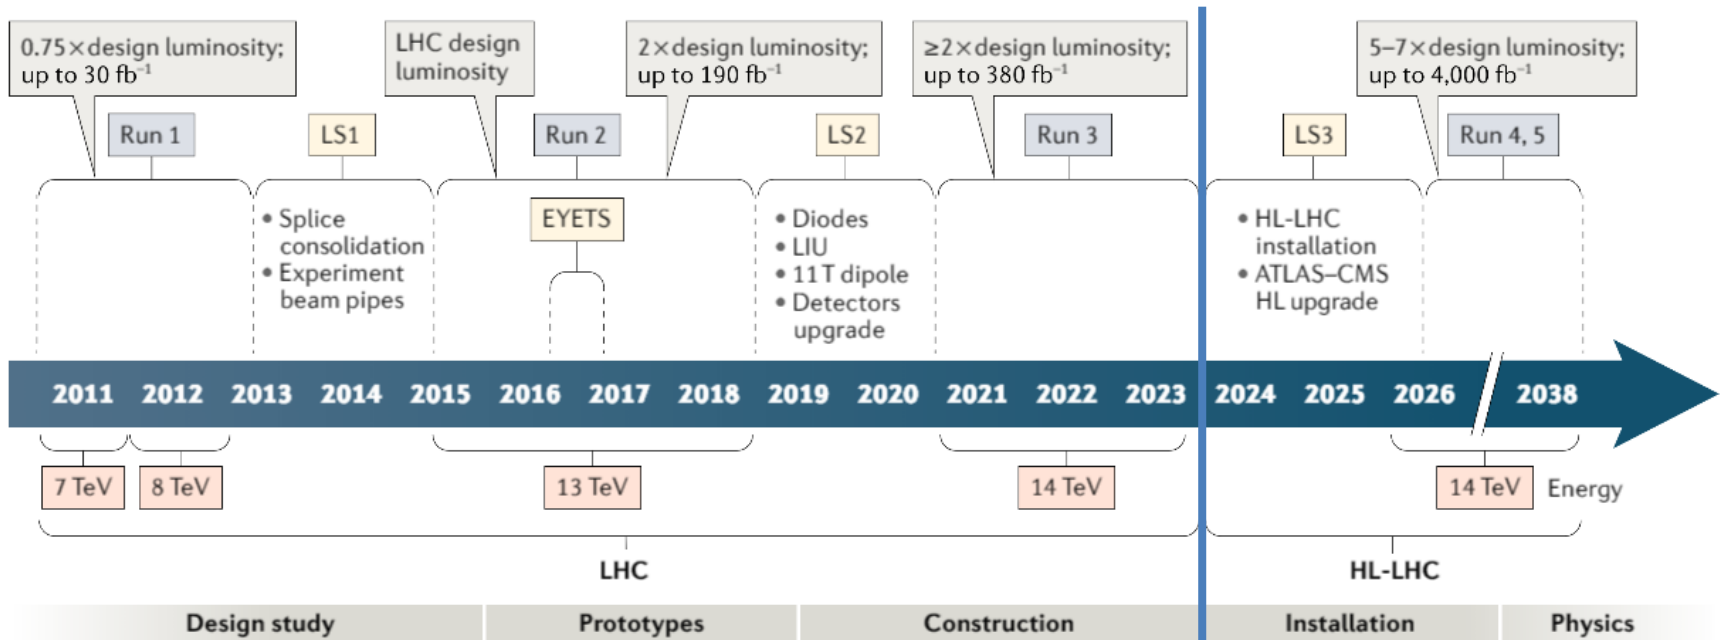 0.75×design luminosity;
up to 30 fb⁻¹
LHC design
luminosity
2×design luminosity;
up to 190 fb⁻¹
≥2×design luminosity;
up to 380 fb⁻¹
5–7×design luminosity;
up to 4,000 fb⁻¹
Run 1
LS1
Run 2
LS2
Run 3
LS3
Run 4, 5
• Splice
consolidation
• Experiment
beam pipes
EYETS
• Diodes
• LIU
• 11 T dipole
• Detectors
upgrade
• HL-LHC
installation
• ATLAS–CMS
HL upgrade
2011 2012 2013 2014 2015 2016 2017 2018 2019 2020 2021 2022 2023 2024 2025 2026 2038
7 TeV
8 TeV
13 TeV
14 TeV
14 TeV
Energy
LHC
HL-LHC
Design study
Prototypes
Construction
Installation
Physics